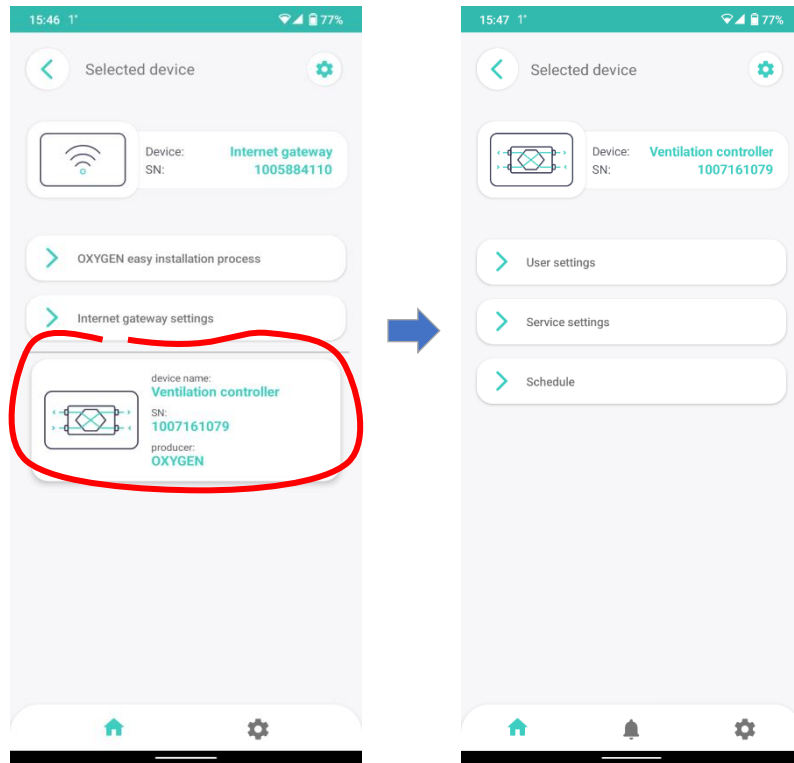 15:46 1° 77%
Selected device
Device: Internet gateway
SN: 1005884110
OXYGEN easy installation process
Internet gateway settings
device name:
Ventilation controller
SN:
1007161079
producer:
OXYGEN
15:47 1° 77%
Selected device
Device: Ventilation controller
SN: 1007161079
User settings
Service settings
Schedule